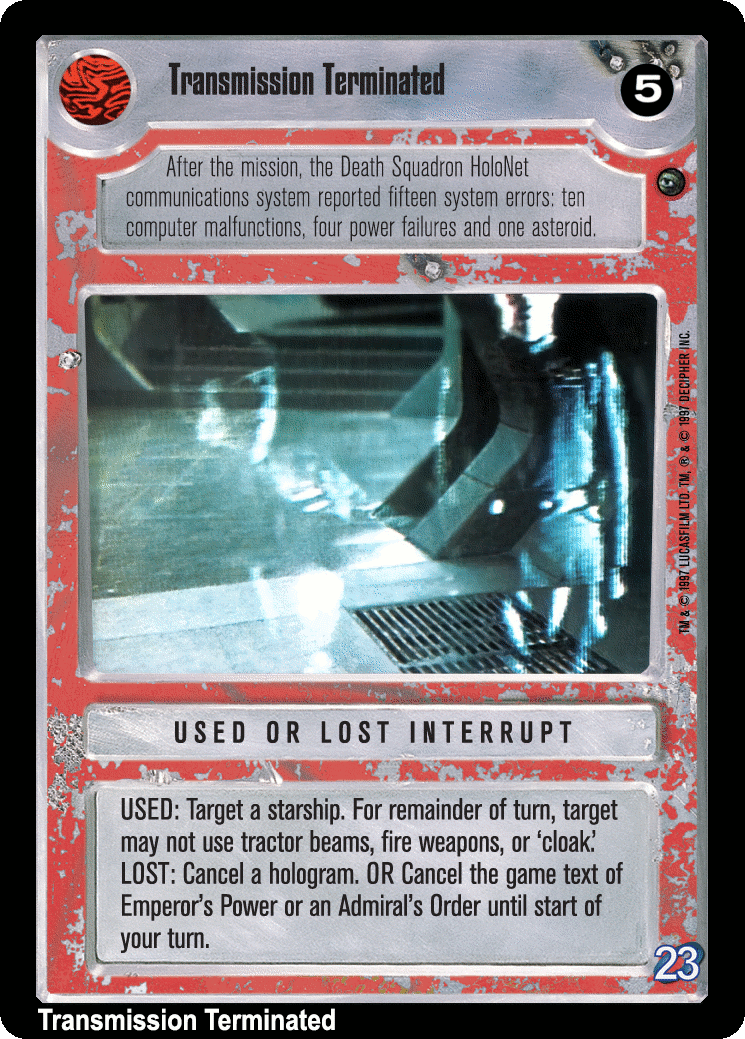 Transmission Terminated
5
After the mission, the Death Squadron HoloNet
communications system reported fifteen system errors: ten
computer malfunctions, four power failures and one asteroid.
TM & © 1997 LUCASFILM LTD. TM, ® & © 1997 DECIPHER INC.
USED OR LOST INTERRUPT
USED: Target a starship. For remainder of turn, target
may not use tractor beams, fire weapons, or ‘cloak.’
LOST: Cancel a hologram. OR Cancel the game text of
Emperor’s Power or an Admiral’s Order until start of
your turn.
23
Transmission Terminated